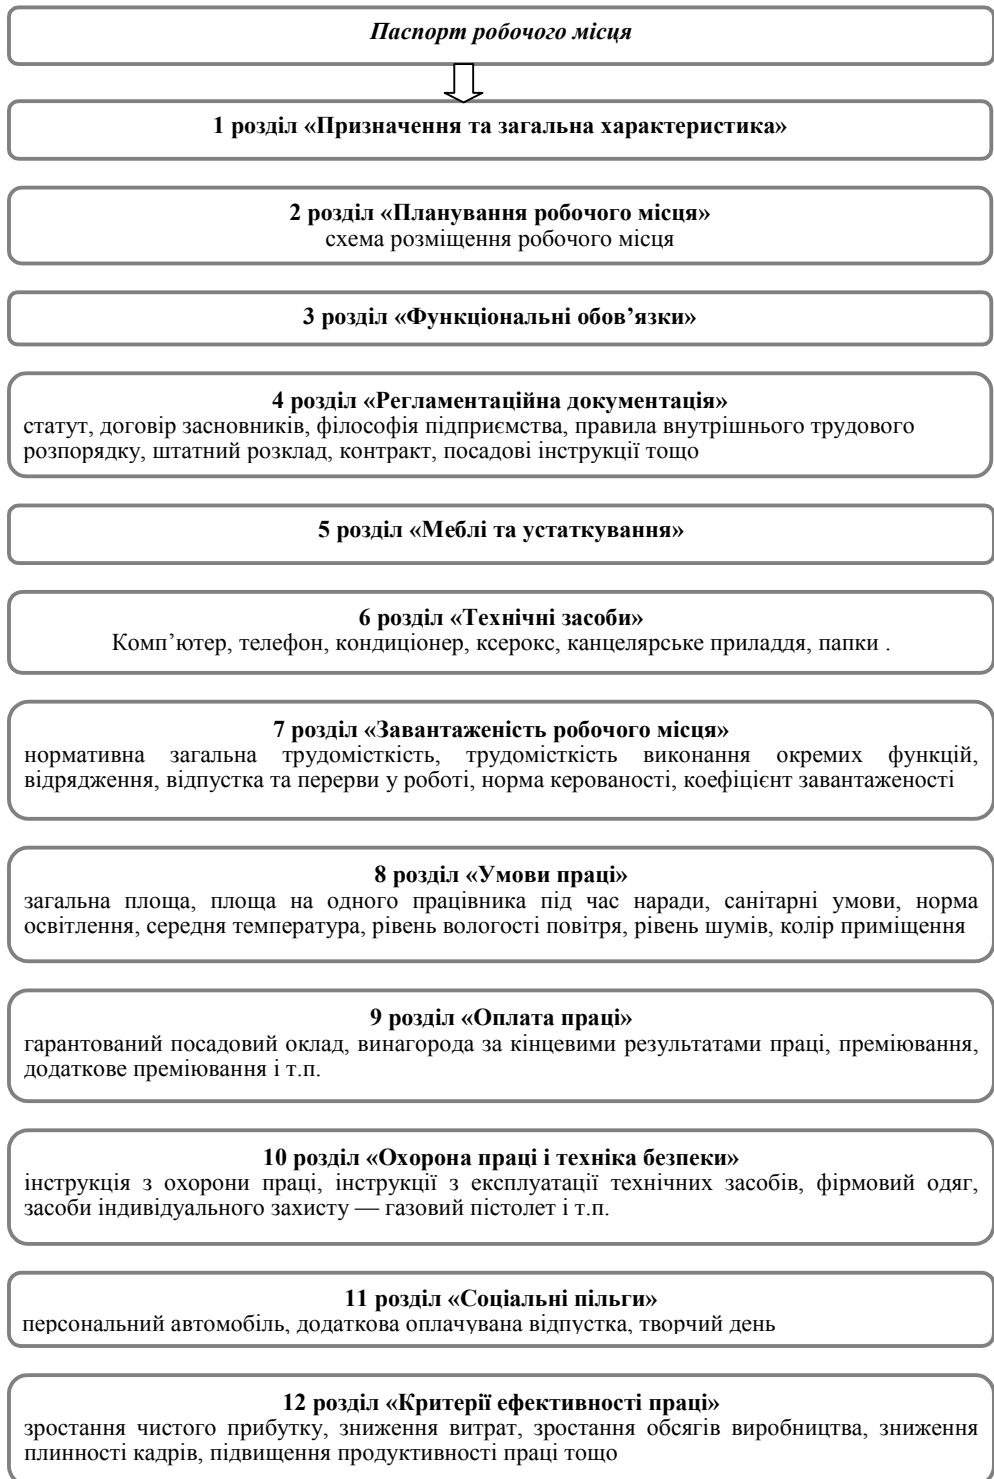 Паспорт робочого місця
1 розділ «Призначення та загальна характеристика»
2 розділ «Планування робочого місця»
схема розміщення робочого місця
3 розділ «Функціональні обов’язки»
4 розділ «Регламентаційна документація»
статут, договір засновників, філософія підприємства, правила внутрішнього трудового
розпорядку, штатний розклад, контракт, посадові інструкції тощо
5 розділ «Меблі та устаткування»
6 розділ «Технічні засоби»
Комп’ютер, телефон, кондиціонер, ксерокс, канцелярське приладдя, папки .
7 розділ «Завантаженість робочого місця»
нормативна загальна трудомісткість, трудомісткість виконання окремих функцій,
відрядження, відпустка та перерви у роботі, норма керованості, коефіцієнт завантаженості
8 розділ «Умови праці»
загальна площа, площа на одного працівника під час наради, санітарні умови, норма
освітлення, середня температура, рівень вологості повітря, рівень шумів, колір приміщення
9 розділ «Оплата праці»
гарантований посадовий оклад, винагорода за кінцевими результатами праці, преміювання,
додаткове преміювання і т.п.
10 розділ «Охорона праці і техніка безпеки»
інструкція з охорони праці, інструкції з експлуатації технічних засобів, фірмовий одяг,
засоби індивідуального захисту — газовий пістолет і т.п.
11 розділ «Соціальні пільги»
персональний автомобіль, додаткова оплачувана відпустка, творчий день
12 розділ «Критерії ефективності праці»
зростання чистого прибутку, зниження витрат, зростання обсягів виробництва, зниження
плинності кадрів, підвищення продуктивності праці тощо